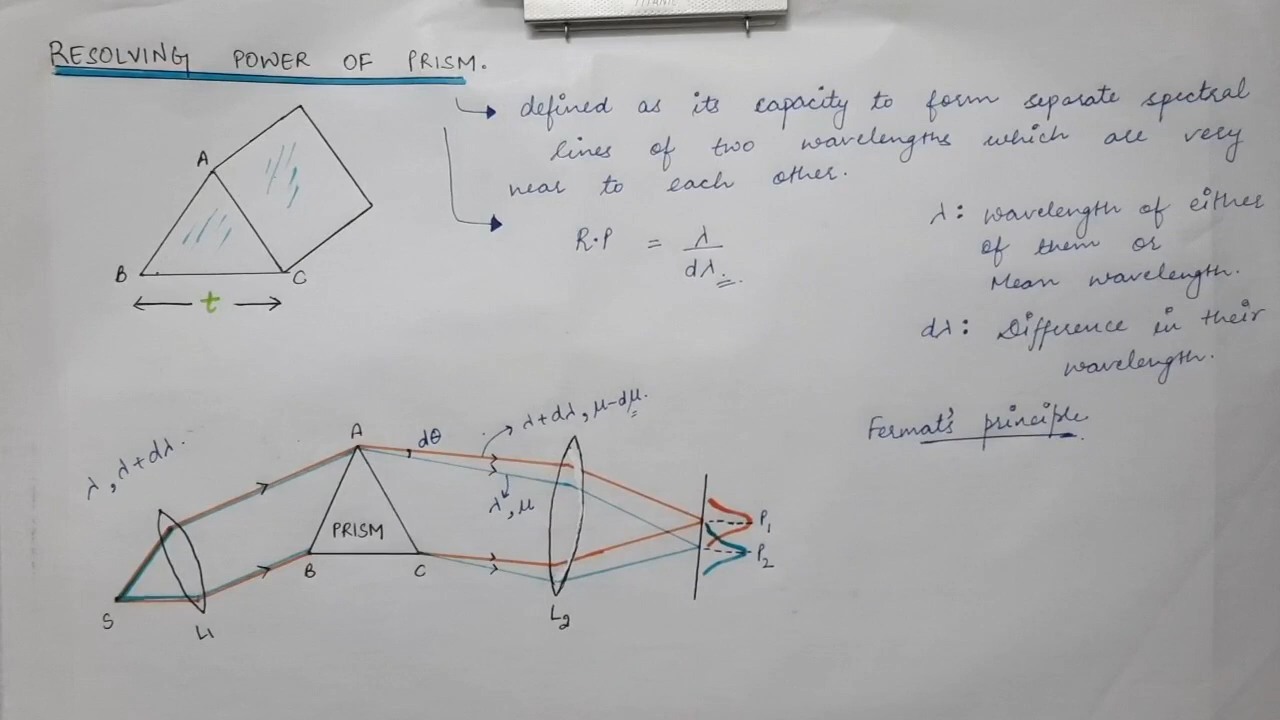 TITANIC
RESOLVING POWER OF PRISM.
defined as its capacity to form separate spectral
lines of two wavelengths which are very
near to each other.
R.P = λ
dλ.
λ: wavelength of either
of them or
Mean wavelength.
dλ: Difference in their
wavelength.
Fermat's principle
A
B
C
t
λ, λ+dλ.
A
dθ
λ+dλ, μ-dμ.
λ, μ
PRISM
B
C
S
L1
L2
P1
P2